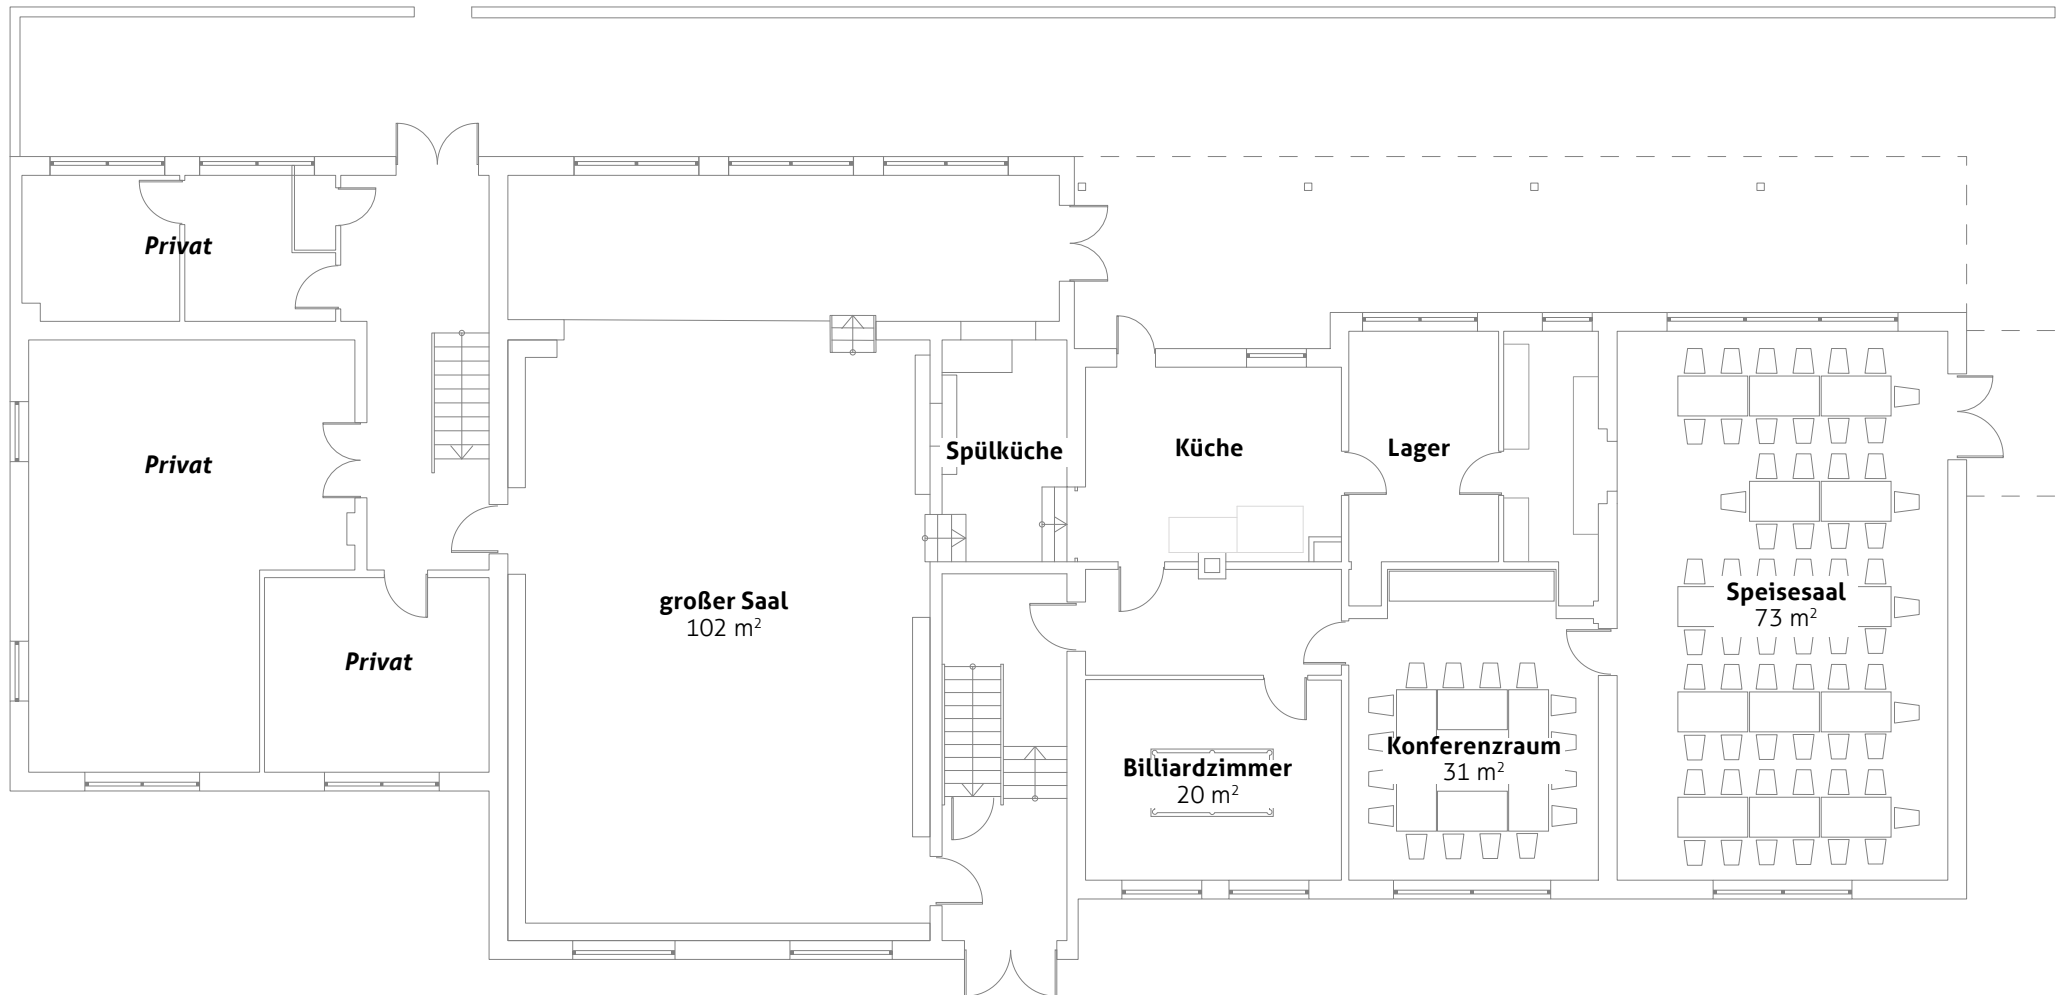 Privat
Privat
Privat
großer Saal
102 m²
Spülküche
Küche
Lager
Billiardzimmer
20 m²
Konferenzraum
31 m²
Speisesaal
73 m²